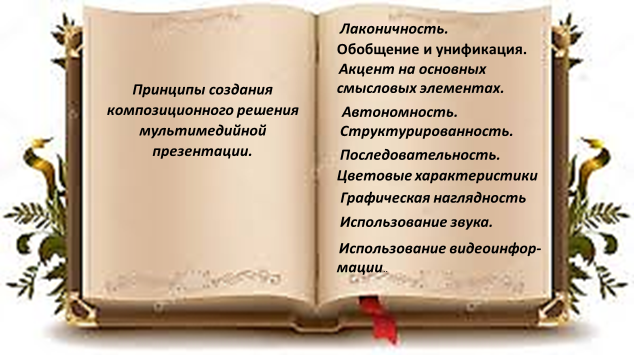 Принципы создания
композиционного решения
мультимедийной
презентации.
Лаконичность.
Обобщение и унификация.
Акцент на основных
смысловых элементах.
Автономность.
Структурированность.
Последовательность.
Цветовые характеристики
Графическая наглядность
Использование звука.
Использование видеоинфор-
мации..